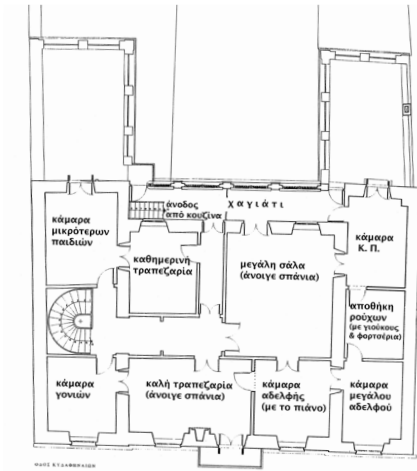 άνοδος
από κουζίνα
χαγιάτι
κάμαρα
μικρότερων
παιδιών
καθημερινή
τραπεζαρία
μεγάλη σάλα
(άνοιγε σπάνια)
κάμαρα
Κ. Π.
αποθήκη
ρούχων
(με γιούκους
& φορτσέρια)
κάμαρα
γονιών
καλή τραπεζαρία
(άνοιγε σπάνια)
κάμαρα
αδελφής
(με το πιάνο)
κάμαρα
μεγάλου
αδελφού